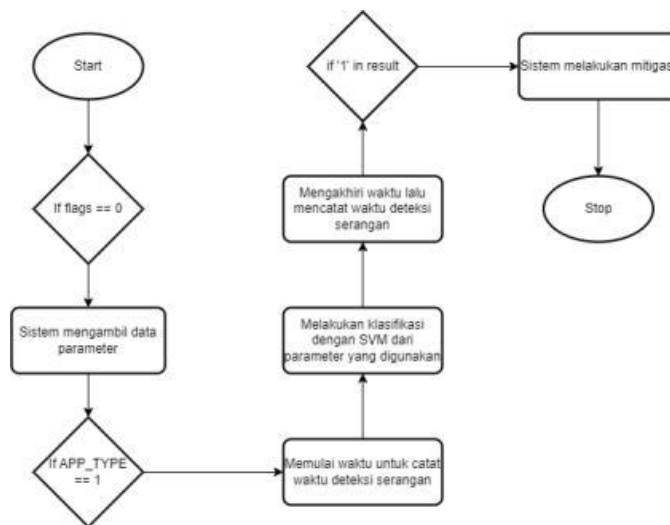 Start
If flags == 0
Sistem mengambil data
parameter
If APP_TYPE
== 1
Memulai waktu untuk catat
waktu deteksi serangan
Melakukan klasifikasi
dengan SVM dari
parameter yang digunakan
Mengakhiri waktu lalu
mencatat waktu deteksi
serangan
if '1' in result
Sistem melakukan mitigas
Stop